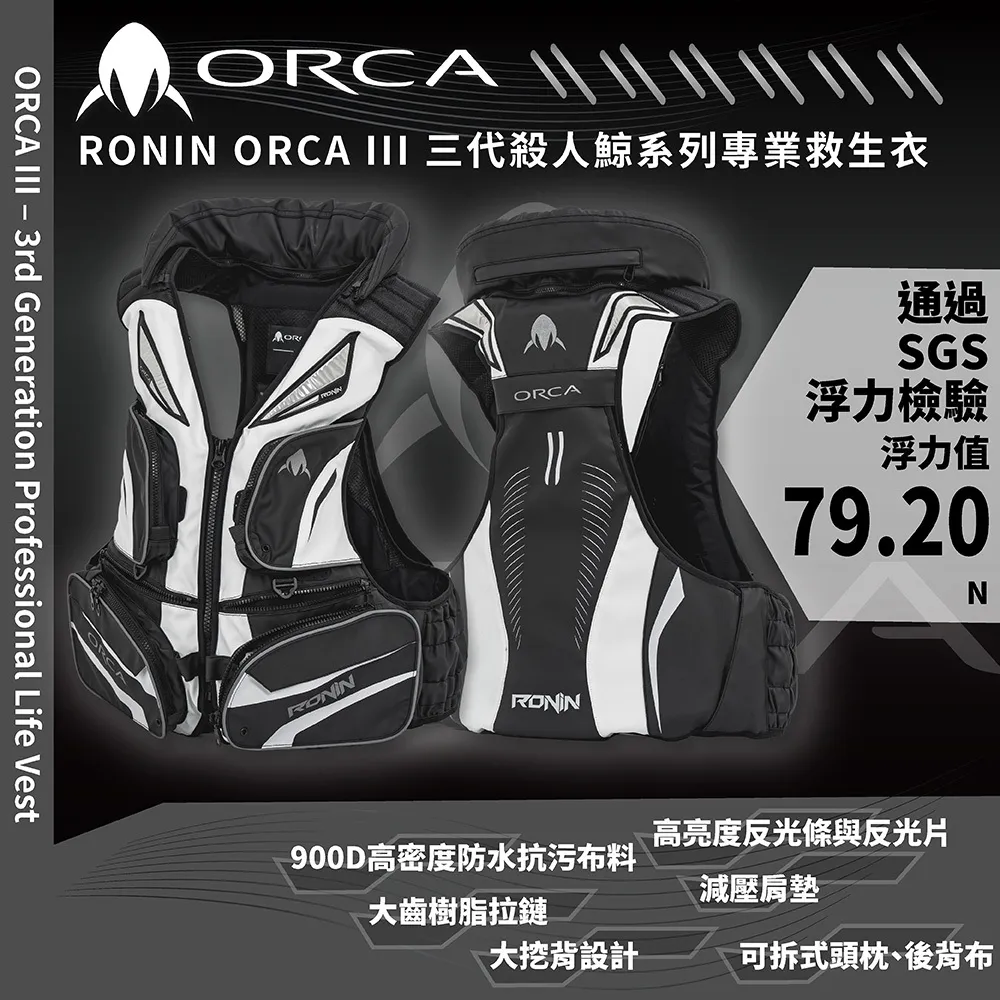 ORCA
RONIN ORCA III 三代殺人鯨系列專業救生衣
ORCA III – 3rd Generation Professional Life Vest
通過
SGS
浮力檢驗
浮力值
79.20
N
ORCA
RONIN
ORCA
RONIN
ORCA
RONIN
高亮度反光條與反光片
900D高密度防水抗污布料
減壓肩墊
大齒樹脂拉鏈
大挖背設計
可拆式頭枕、後背布